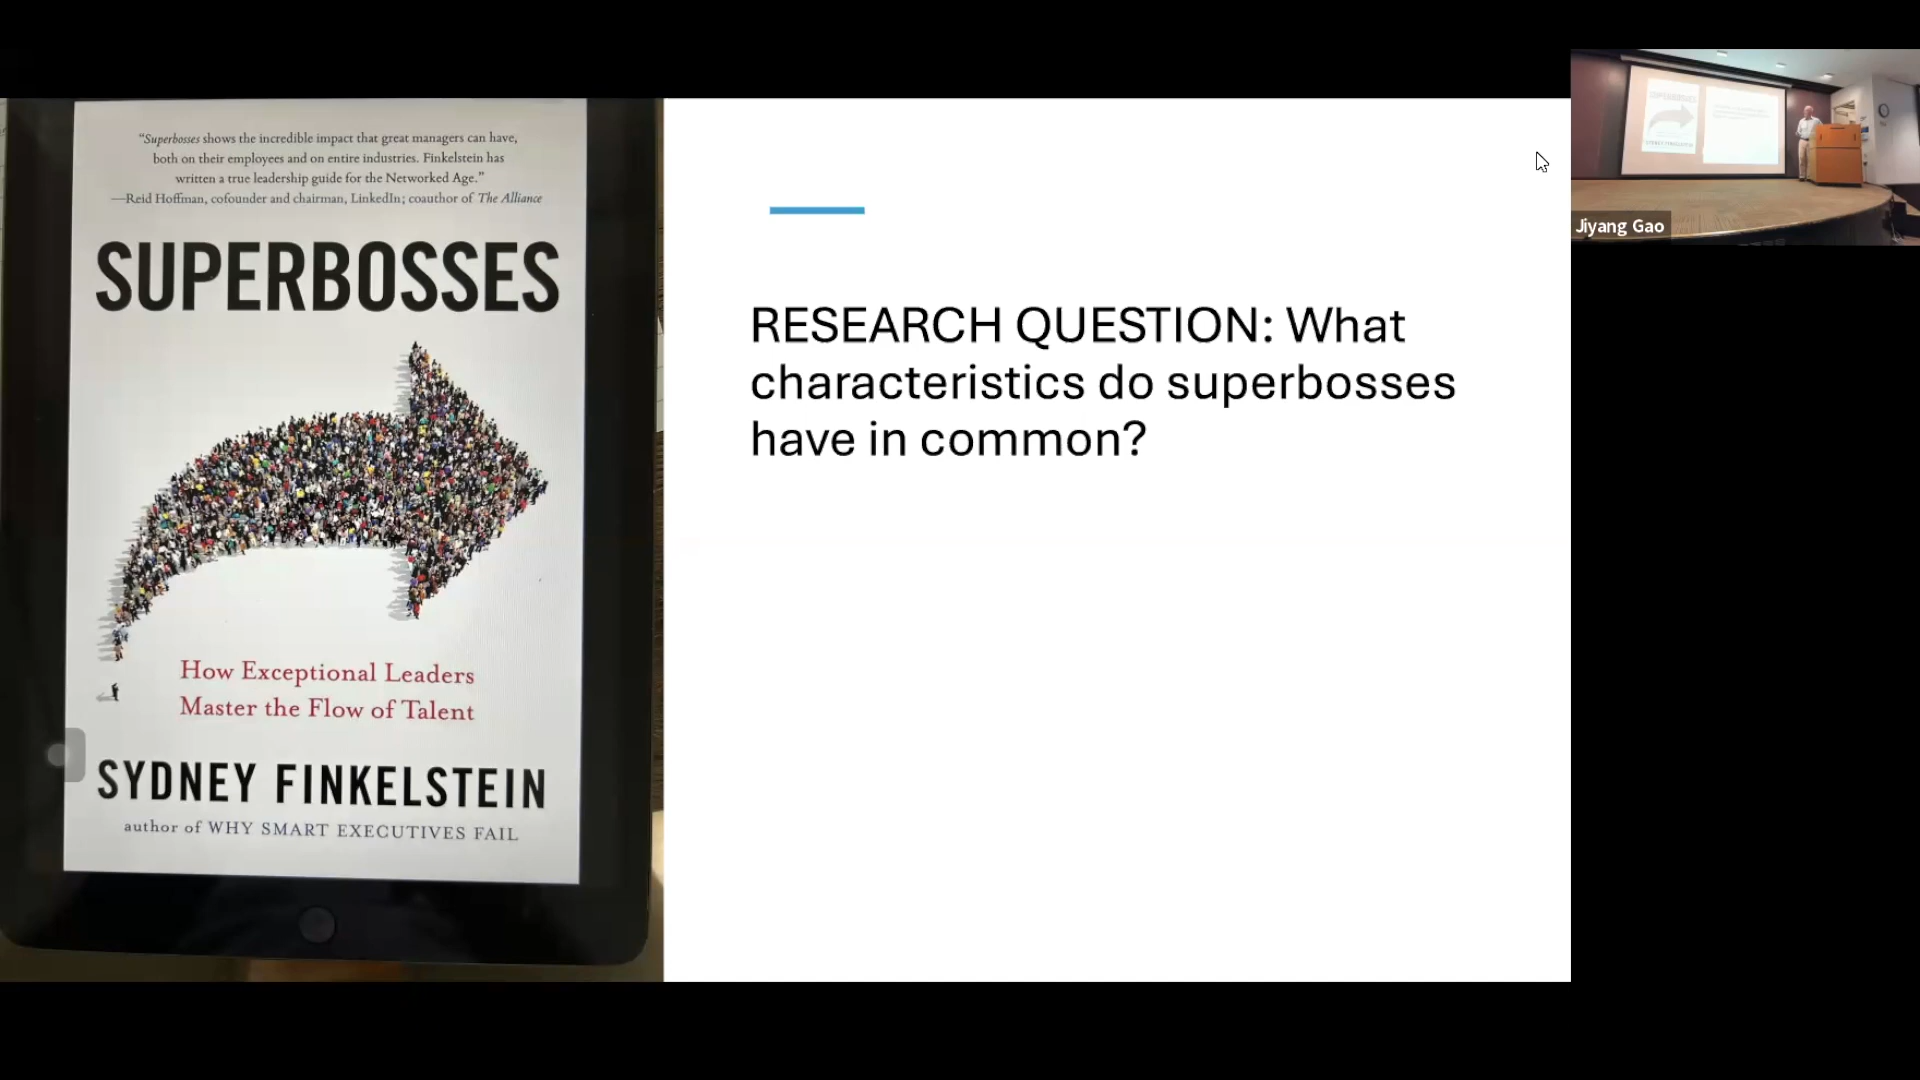 “Superbosses shows the incredible impact that great managers can have,
both on their employees and on entire industries. Finkelstein has
written a true leadership guide for the Networked Age.”
—Reid Hoffman, cofounder and chairman, LinkedIn; coauthor of The Alliance
SUPERBOSSES
How Exceptional Leaders
Master the Flow of Talent
SYDNEY FINKELSTEIN
author of WHY SMART EXECUTIVES FAIL
RESEARCH QUESTION: What
characteristics do superbosses
have in common?
SUPERBOSSES
SYDNEY FINKELSTEIN
Jiyang Gao